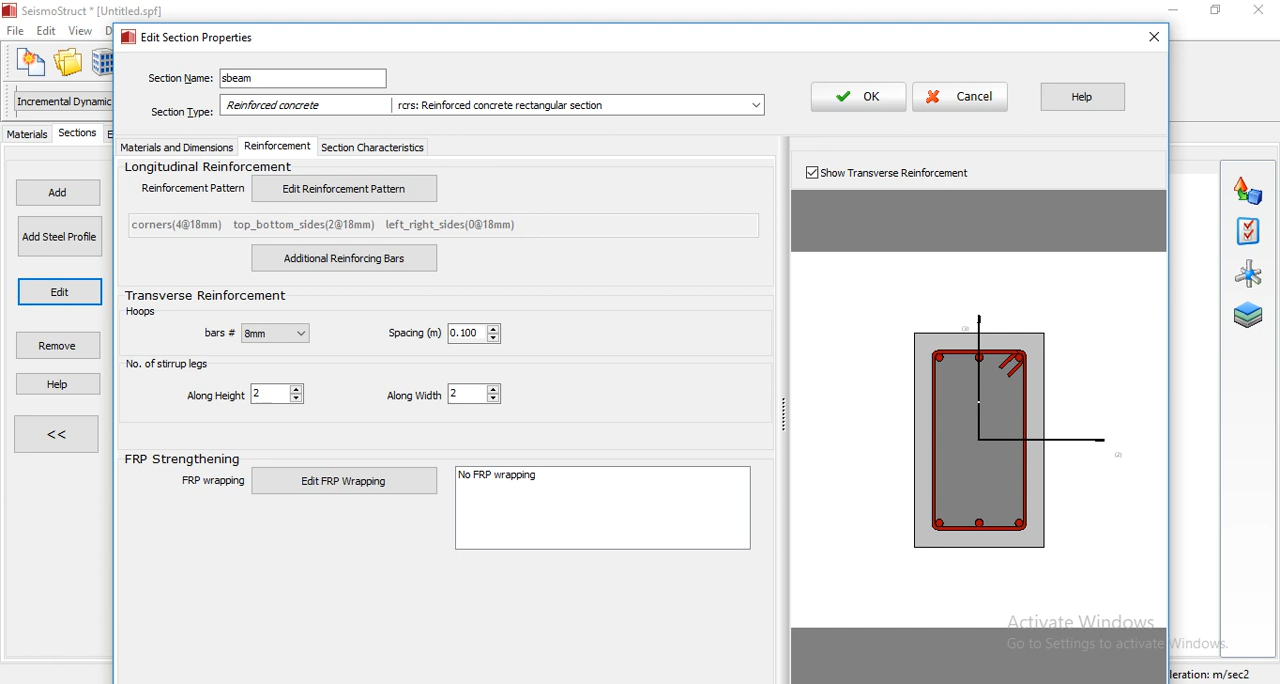 SeismoStruct * [Untitled.spf]
File Edit View D
Edit Section Properties
Section Name: sbeam
Section Type: Reinforced concrete rcrs: Reinforced concrete rectangular section
OK Cancel Help
Incremental Dynamic
Materials Sections E
Materials and Dimensions Reinforcement Section Characteristics
Longitudinal Reinforcement
Reinforcement Pattern Edit Reinforcement Pattern
corners(4@18mm) top_bottom_sides(2@18mm) left_right_sides(0@18mm)
Additional Reinforcing Bars
Transverse Reinforcement
Hoops
bars # 8mm Spacing (m) 0.100
No. of stirrup legs
Along Height 2 Along Width 2
FRP Strengthening
FRP wrapping Edit FRP Wrapping No FRP wrapping
Show Transverse Reinforcement
(3)
(2)
Add
Add Steel Profile
Edit
Remove
Help
<<
Activate Windows
Go to Settings to activate Windows.
leration: m/sec2